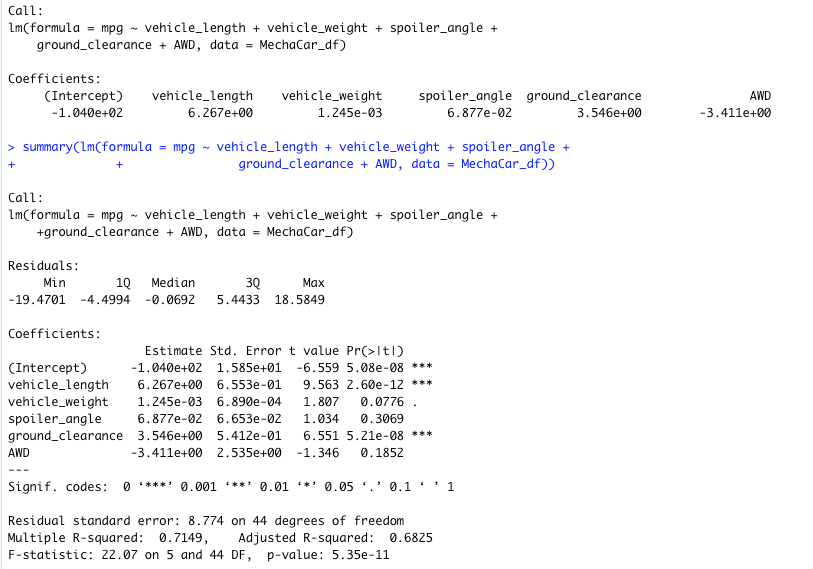 Call:
lm(formula = mpg ~ vehicle_length + vehicle_weight + spoiler_angle +
    ground_clearance + AWD, data = MechaCar_df)

Coefficients:
     (Intercept)    vehicle_length    vehicle_weight     spoiler_angle  ground_clearance               AWD
      -1.040e+02         6.267e+00         1.245e-03         6.877e-02         3.546e+00        -3.411e+00

> summary(lm(formula = mpg ~ vehicle_length + vehicle_weight + spoiler_angle +
+             +               ground_clearance + AWD, data = MechaCar_df))

Call:
lm(formula = mpg ~ vehicle_length + vehicle_weight + spoiler_angle +
    +ground_clearance + AWD, data = MechaCar_df)

Residuals:
     Min       1Q   Median       3Q      Max
-19.4701  -4.4994  -0.0692   5.4433  18.5849

Coefficients:
                  Estimate Std. Error t value Pr(>|t|)
(Intercept)      -1.040e+02  1.585e+01  -6.559 5.08e-08 ***
vehicle_length    6.267e+00  6.553e-01   9.563 2.60e-12 ***
vehicle_weight    1.245e-03  6.890e-04   1.807   0.0776 .
spoiler_angle     6.877e-02  6.653e-02   1.034   0.3069
ground_clearance  3.546e+00  5.412e-01   6.551 5.21e-08 ***
AWD              -3.411e+00  2.535e+00  -1.346   0.1852
---
Signif. codes:  0 ‘***’ 0.001 ‘**’ 0.01 ‘*’ 0.05 ‘.’ 0.1 ‘ ’ 1

Residual standard error: 8.774 on 44 degrees of freedom
Multiple R-squared:  0.7149,    Adjusted R-squared:  0.6825
F-statistic: 22.07 on 5 and 44 DF,  p-value: 5.35e-11